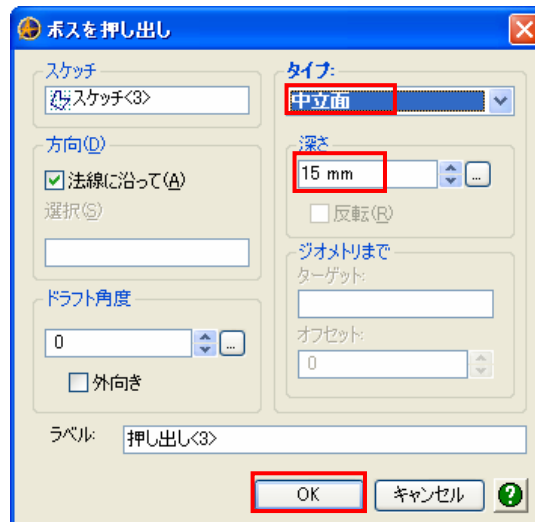 ボスを押し出し
スケッチ
スケッチ<3>
方向(D)
法線に沿って(A)
選択(S)
ドラフト角度
0
...
外向き
タイプ:
中立面
深さ
15 mm
...
反転(R)
ジオメトリまで
ターゲット:
オフセット:
0
ラベル:
押し出し<3>
OK
キャンセル
?